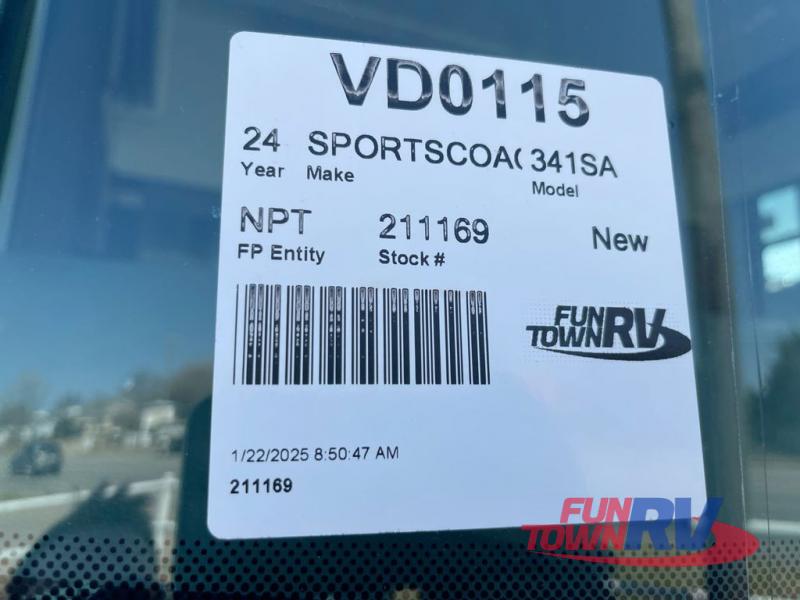 VD0115
24 SPORTSCOA( 341SA
Year Make Model
NPT 211169 New
FP Entity Stock #
FUN
TOWN RV
1/22/2025 8:50:47 AM
211169
FUN
TOWN RV